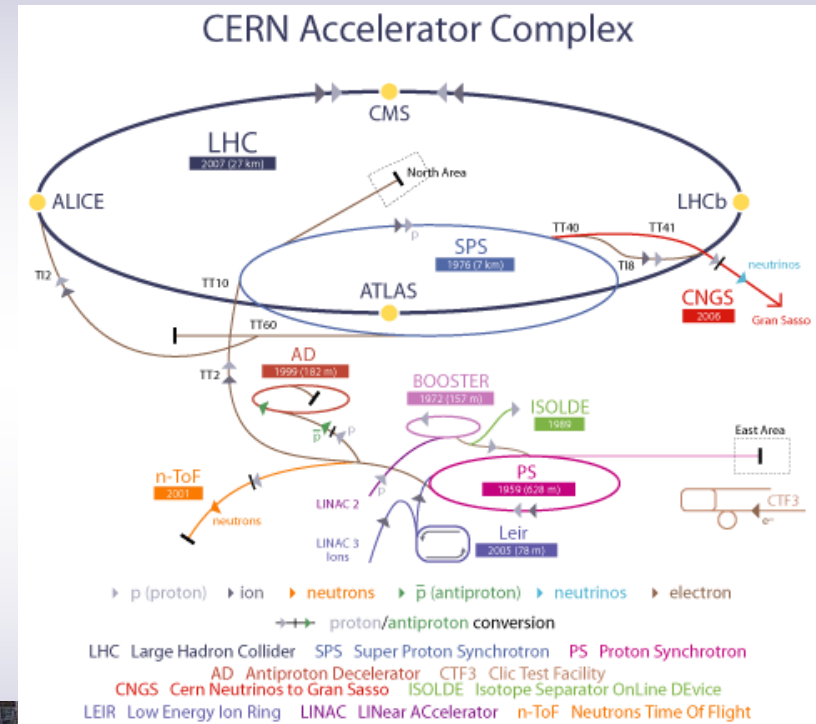 CERN Accelerator Complex
CMS
LHC
2007 (27 km)
North Area
ALICE
LHCb
p
TT40
TT41
SPS
1976 (7 km)
TI2
TT10
TI8
neutrinos
ATLAS
CNGS
2006
Gran Sasso
TT60
AD
1999 (182 m)
TT2
BOOSTER
1972 (157 m)
ISOLDE
1989
p̅
p
East Area
n-ToF
2001
p
PS
1959 (628 m)
LINAC 2
neutrons
CTF3
e⁻
LINAC 3
Ions
Leir
2005 (78 m)
p (proton) ion neutrons p̅ (antiproton) neutrinos electron
proton/antiproton conversion
LHC Large Hadron Collider SPS Super Proton Synchrotron PS Proton Synchrotron
AD Antiproton Decelerator CTF3 Clic Test Facility
CNGS Cern Neutrinos to Gran Sasso ISOLDE Isotope Separator OnLine DEvice
LEIR Low Energy Ion Ring LINAC LINear ACcelerator n-ToF Neutrons Time Of Flight